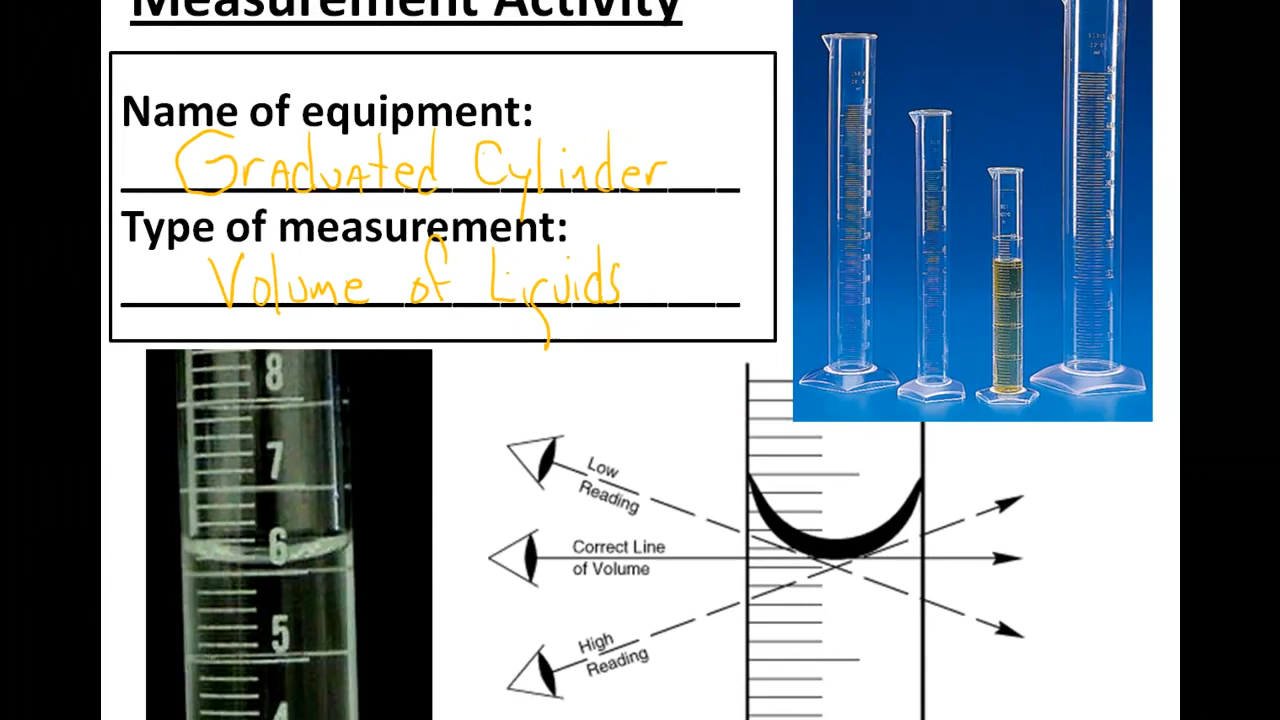 Measurement Activity
Name of equipment:
Graduated Cylinder
Type of measurement:
Volume of Liquids
8
7
6
5
4
Low
Reading
Correct Line
of Volume
High
Reading